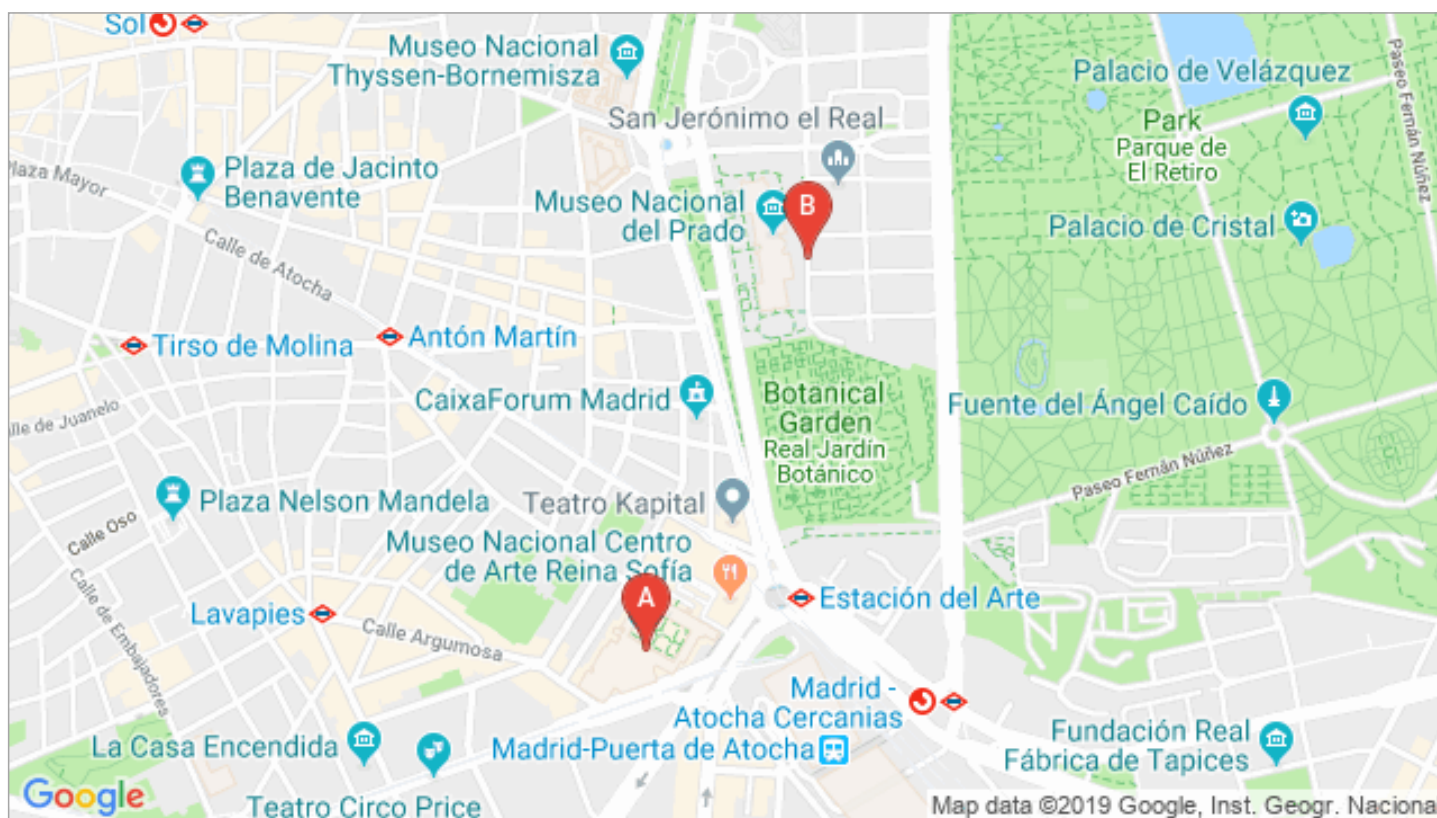 Sol
Museo Nacional
Thyssen-Bornemisza
Palacio de Velázquez
Paseo Fernán Núñez
San Jerónimo el Real
Park
Parque de
El Retiro
Plaza Mayor
Plaza de Jacinto
Benavente
Museo Nacional
del Prado
B
Palacio de Cristal
Calle de Atocha
Tirso de Molina
Antón Martín
CaixaForum Madrid
Botanical
Garden
Real Jardín
Botánico
Fuente del Ángel Caído
lle de Juanelo
Paseo Fernán Núñez
Plaza Nelson Mandela
Teatro Kapital
Calle Oso
Museo Nacional Centro
de Arte Reina Sofía
A
Estación del Arte
Calle de Embajadores
Lavapies
Calle Argumosa
Madrid -
Atocha Cercanias
Madrid-Puerta de Atocha
La Casa Encendida
Fundación Real
Fábrica de Tapices
Teatro Circo Price
Google
Map data ©2019 Google, Inst. Geogr. Naciona